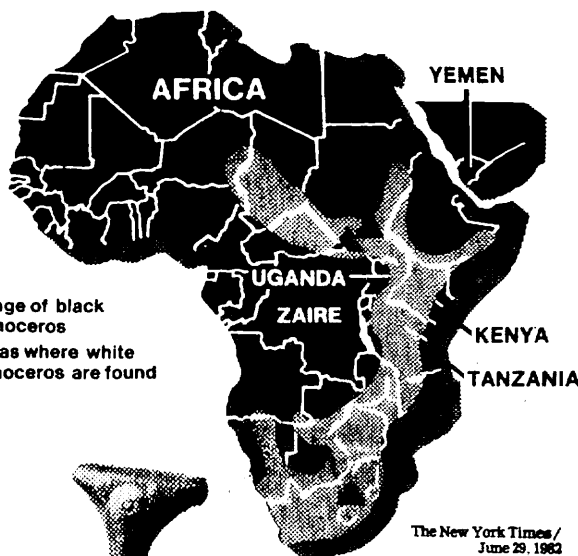 AFRICA
YEMEN
UGANDA
ZAIRE
ge of black
oceros
as where white
noceros are found
KENYA
TANZANIA
The New York Times/
June 29, 1982